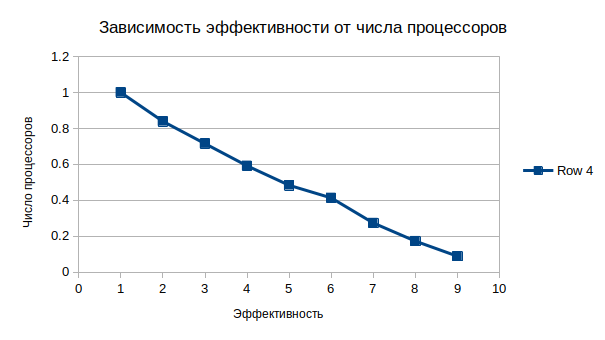 Зависимость эффективности от числа процессоров
1.2
1
0.8
0.6
0.4
0.2
0
Число процессоров
0 1 2 3 4 5 6 7 8 9 10
Эффективность
Row 4